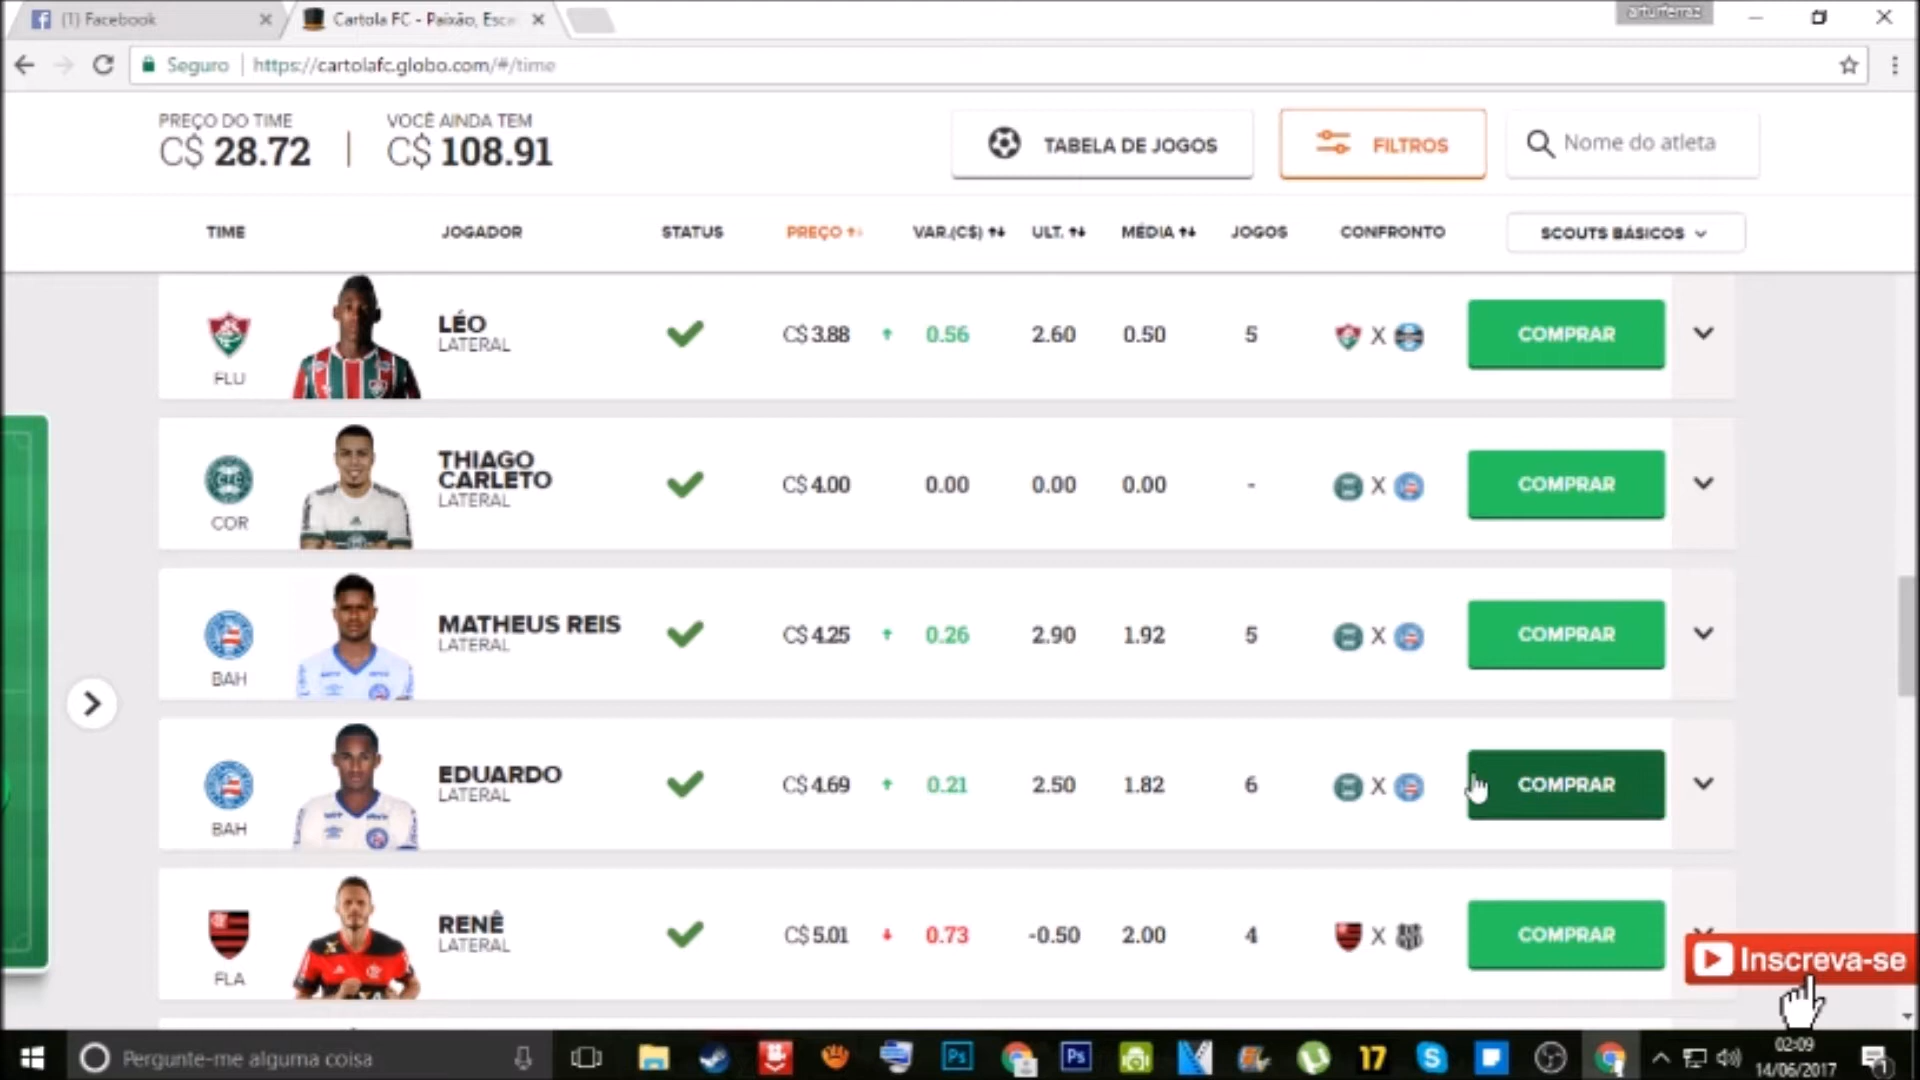 (1) Facebook
Cartola FC - Paixão, Esca
arturferraz
Seguro
https://cartolafc.globo.com/#/time
PREÇO DO TIME
C$ 28.72
VOCÊ AINDA TEM
C$ 108.91
TABELA DE JOGOS
FILTROS
Nome do atleta
TIME JOGADOR STATUS PREÇO VAR.(C$) ULT. MÉDIA JOGOS CONFRONTO SCOUTS BÁSICOS
FLU LÉO LATERAL C$ 3.88 0.56 2.60 0.50 5 X COMPRAR
COR THIAGO CARLETO LATERAL C$ 4.00 0.00 0.00 0.00 - X COMPRAR
BAH MATHEUS REIS LATERAL C$ 4.25 0.26 2.90 1.92 5 X COMPRAR
BAH EDUARDO LATERAL C$ 4.69 0.21 2.50 1.82 6 X COMPRAR
FLA RENÊ LATERAL C$ 5.01 0.73 -0.50 2.00 4 X COMPRAR
Inscreva-se
Pergunte-me alguma coisa
Ps
Ps
17
02:09
14/06/2017
1